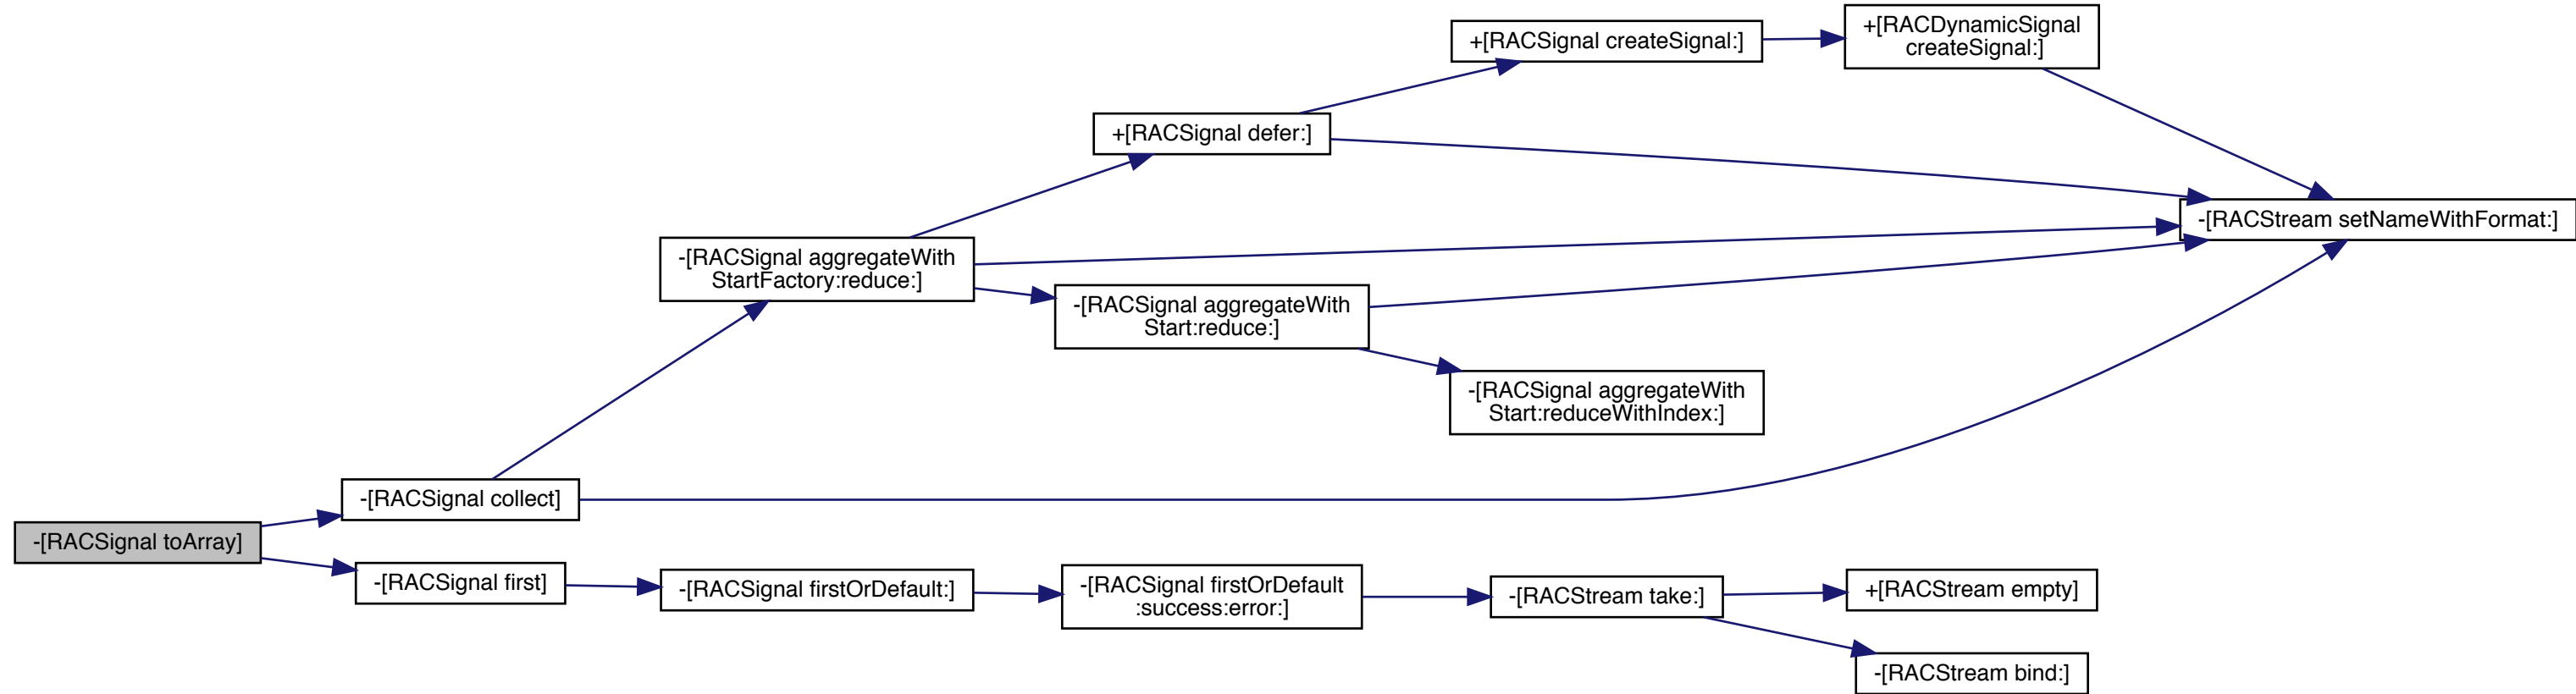 +[RACDynamicSignal
createSignal:]
+[RACSignal createSignal:]
+[RACSignal defer:]
-[RACStream setNameWithFormat:]
-[RACSignal aggregateWith
StartFactory:reduce:]
-[RACSignal aggregateWith
Start:reduce:]
-[RACSignal aggregateWith
Start:reduceWithIndex:]
-[RACSignal collect]
-[RACSignal toArray]
-[RACSignal first]
-[RACSignal firstOrDefault:]
-[RACSignal firstOrDefault
:success:error:]
-[RACStream take:]
+[RACStream empty]
-[RACStream bind:]